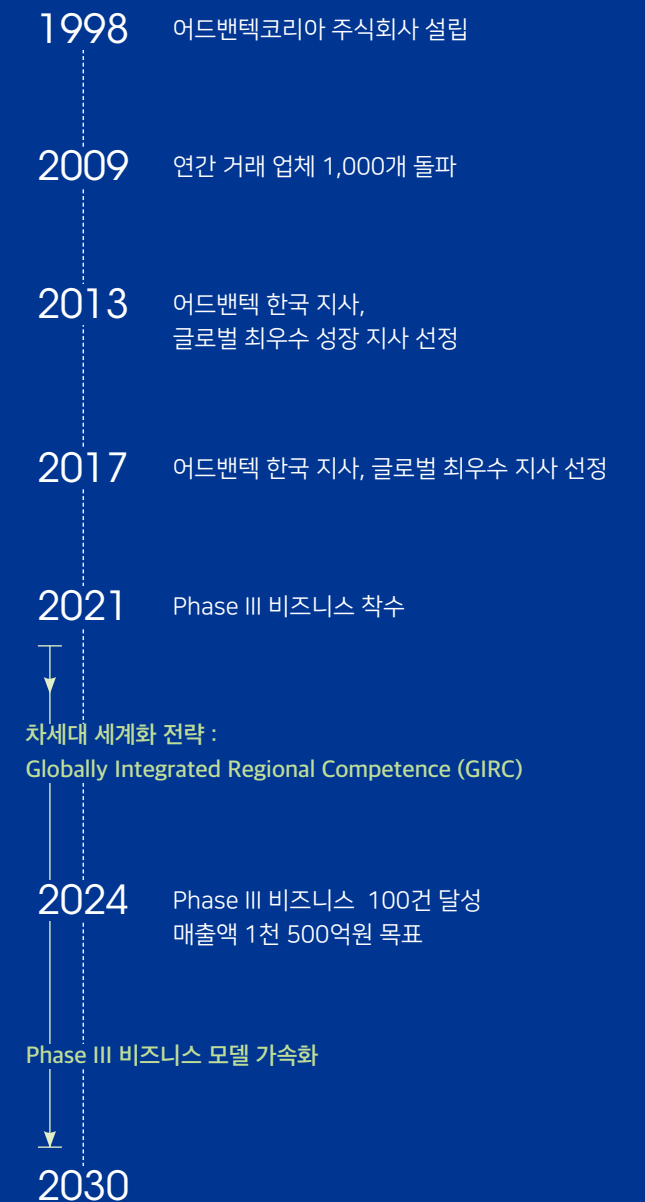 1998 어드밴텍코리아 주식회사 설립
2009 연간 거래 업체 1,000개 돌파
2013 어드밴텍 한국 지사,
글로벌 최우수 성장 지사 선정
2017 어드밴텍 한국 지사, 글로벌 최우수 지사 선정
2021 Phase III 비즈니스 착수
차세대 세계화 전략 :
Globally Integrated Regional Competence (GIRC)
2024 Phase III 비즈니스 100건 달성
매출액 1천 500억원 목표
Phase III 비즈니스 모델 가속화
2030